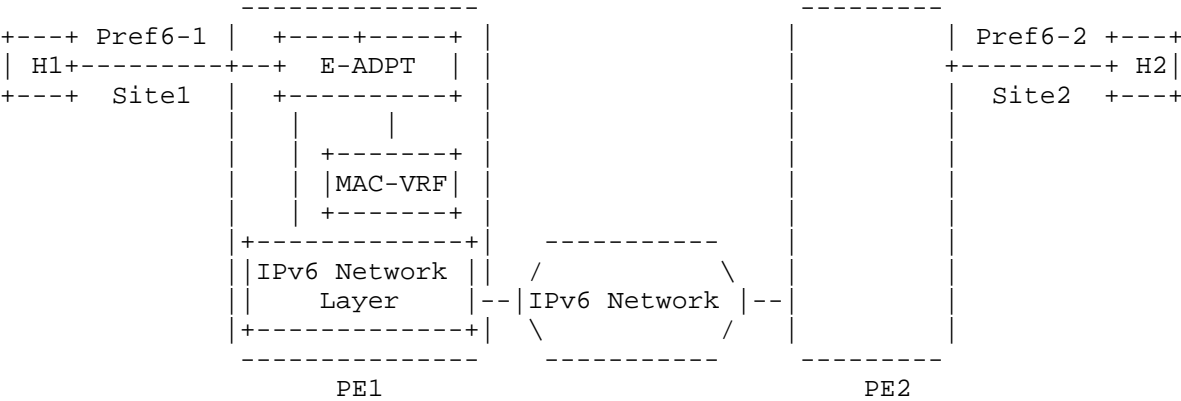 Pref6-1 Pref6-2
H1 E-ADPT H2
Site1 Site2
MAC-VRF
IPv6 Network
Layer IPv6 Network
PE1 PE2